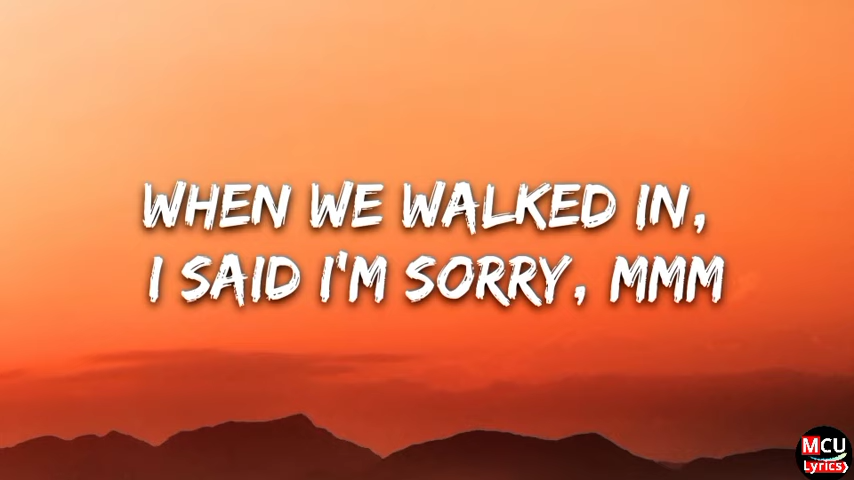 WHEN WE WALKED IN,
I SAID I'M SORRY, MMM
MCU
Lyrics